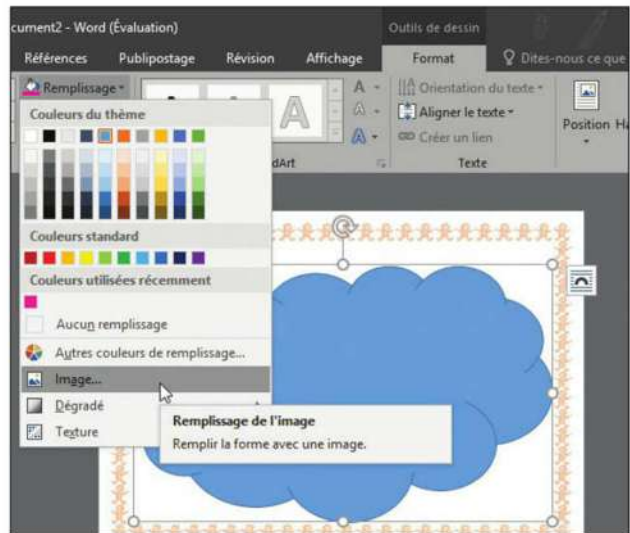 cument2 - Word (Évaluation)
Outils de dessin
Références Publipostage Révision Affichage Format Dites-nous ce que
Remplissage
Orientation du texte
Aligner le texte
Créer un lien
Position
dArt
Texte
Couleurs du thème
Couleurs standard
Couleurs utilisées récemment
Aucun remplissage
Autres couleurs de remplissage...
Image...
Dégradé
Texture
Remplissage de l'image
Remplir la forme avec une image.